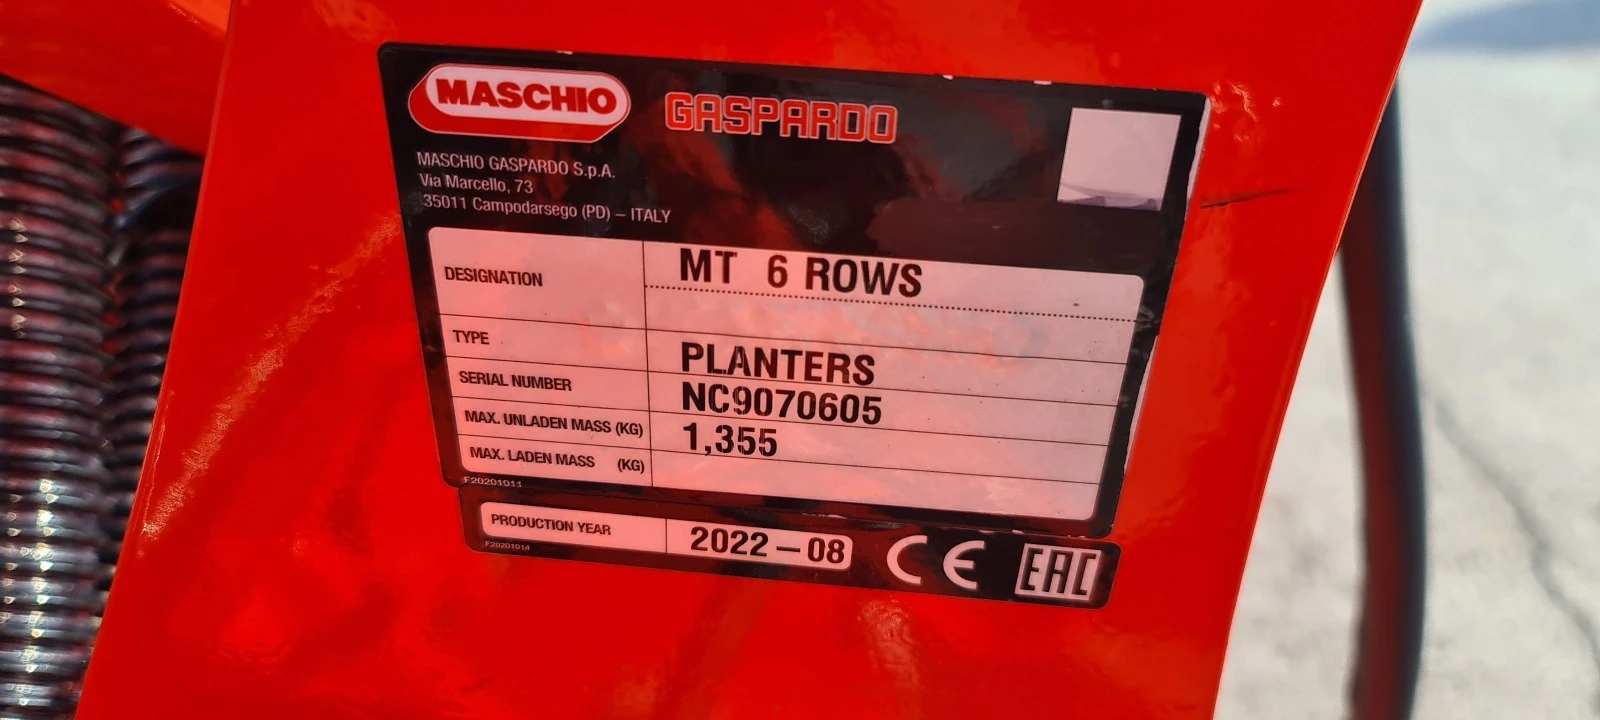 MASCHIO GASPARDO
MASCHIO GASPARDO S.p.A.
Via Marcello, 73
35011 Campodarsego (PD) – ITALY
DESIGNATION MT 6 ROWS
TYPE PLANTERS
SERIAL NUMBER NC9070605
MAX. UNLADEN MASS (KG) 1,355
MAX. LADEN MASS (KG)
F20201011
PRODUCTION YEAR 2022 – 08 CE EAC
F20201014